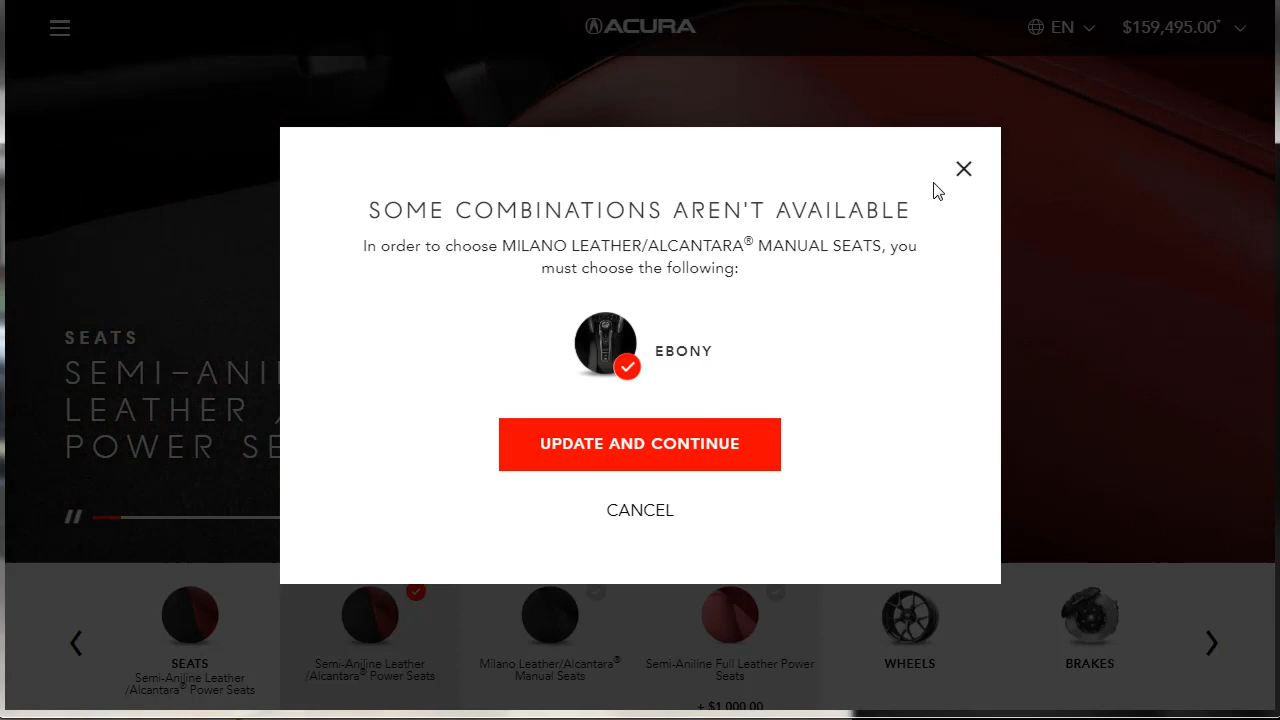 ACURA
EN
$159,495.00*
SOME COMBINATIONS AREN'T AVAILABLE
In order to choose MILANO LEATHER/ALCANTARA® MANUAL SEATS, you
must choose the following:
EBONY
UPDATE AND CONTINUE
CANCEL
SEATS
SEMI-ANI
LEATHER /
POWER SE
SEATS
Semi-Aniline Leather
/Alcantara® Power Seats
Semi-Aniline Leather
/Alcantara® Power Seats
Milano Leather/Alcantara®
Manual Seats
Semi-Aniline Full Leather Power
Seats
+ $1,000.00
WHEELS
BRAKES